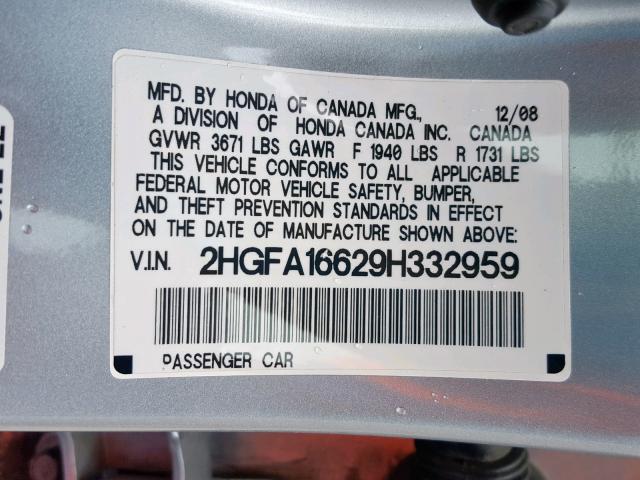 MFD. BY HONDA OF CANADA MFG., 12/08
A DIVISION OF HONDA CANADA INC. CANADA
GVWR 3671 LBS GAWR F 1940 LBS R 1731 LBS
THIS VEHICLE CONFORMS TO ALL APPLICABLE
FEDERAL MOTOR VEHICLE SAFETY, BUMPER,
AND THEFT PREVENTION STANDARDS IN EFFECT
ON THE DATE OF MANUFACTURE SHOWN ABOVE:
V.I.N. 2HGFA16629H332959
PASSENGER CAR